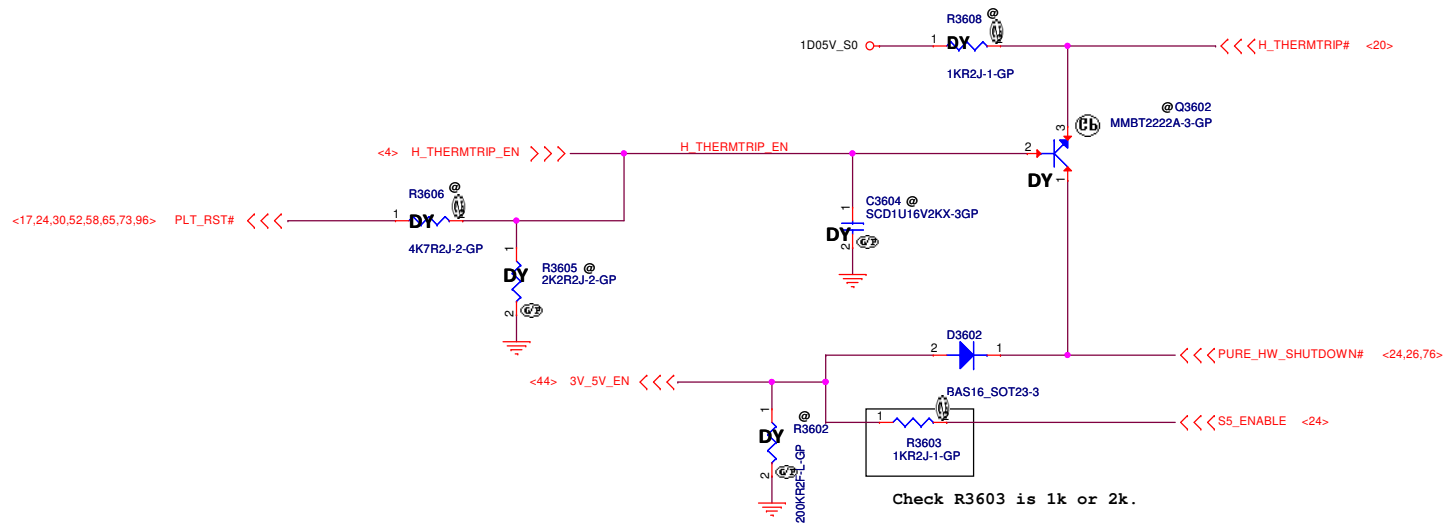 R3608 @
1D05V_S0
1
DY
2
H_THERMTRIP# <20>
1KR2J-1-GP
@ Q3602
MMBT2222A-3-GP
3
<4> H_THERMTRIP_EN
H_THERMTRIP_EN
2
DY
1
R3606 @
<17,24,30,52,58,65,73,96> PLT_RST#
1
DY
2
4K7R2J-2-GP
C3604 @
SCD1U16V2KX-3GP
1
DY
2
G/P
1
DY
R3605 @
2K2R2J-2-GP
2
G/P
D3602
2
1
PURE_HW_SHUTDOWN# <24,26,76>
<44> 3V_5V_EN
BAS16_SOT23-3
1
2
S5_ENABLE <24>
R3603
1KR2J-1-GP
1
@
R3602
DY
2
G/P
200KR2F-L-GP
Check R3603 is 1k or 2k.